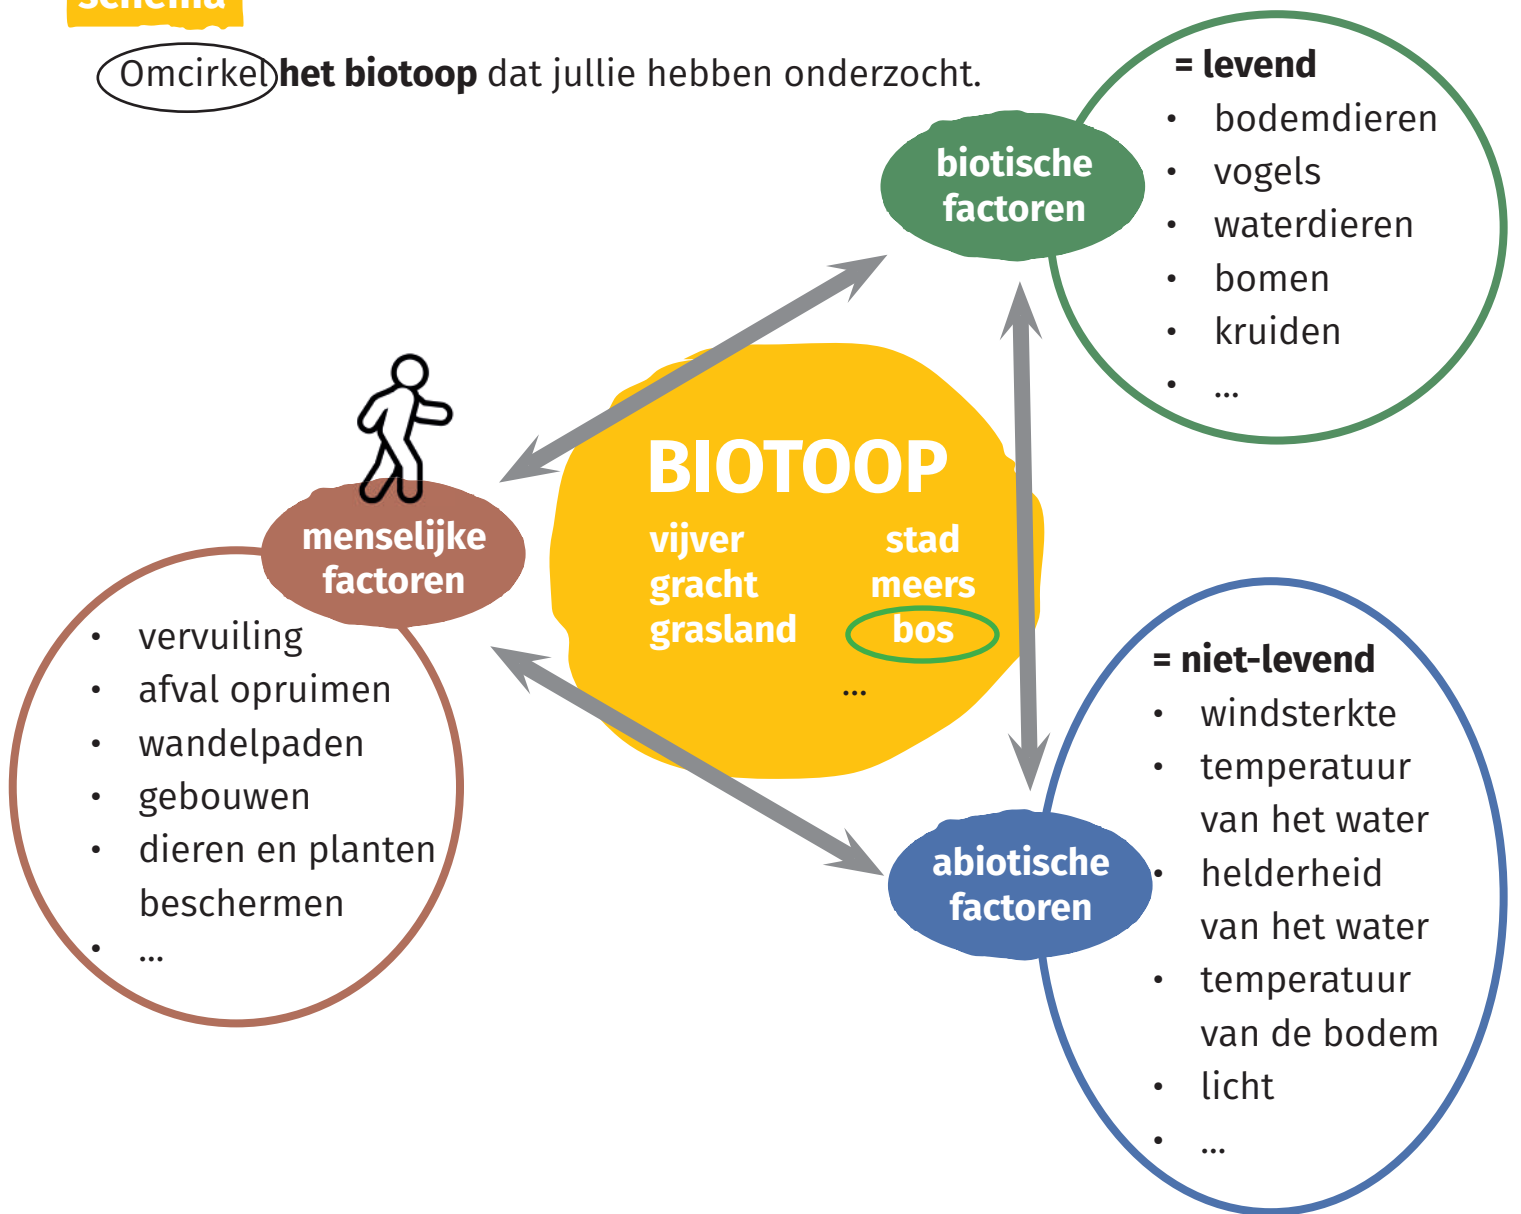 schema
Omcirkel het biotoop dat jullie hebben onderzocht.
biotische
factoren
= levend
• bodemdieren
• vogels
• waterdieren
• bomen
• kruiden
• ...
BIOTOOP
vijver stad
gracht meers
grasland bos
...
menselijke
factoren
• vervuiling
• afval opruimen
• wandelpaden
• gebouwen
• dieren en planten
beschermen
• ...
abiotische
factoren
= niet-levend
• windsterkte
• temperatuur
van het water
• helderheid
van het water
• temperatuur
van de bodem
• licht
• ...